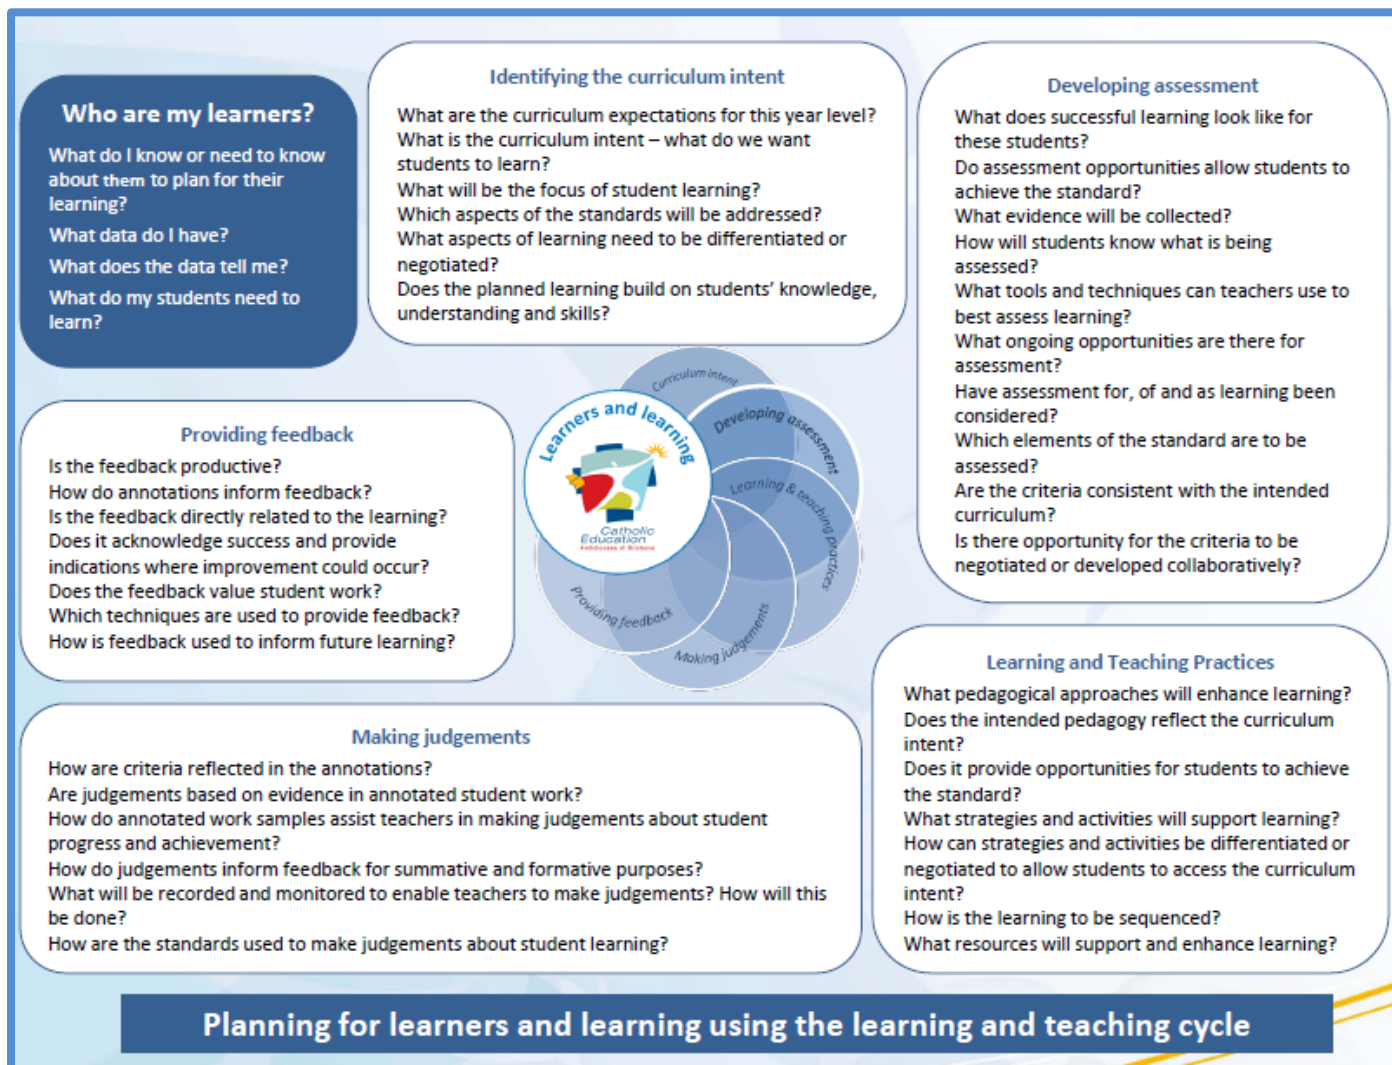 Who are my learners?
What do I know or need to know
about them to plan for their
learning?
What data do I have?
What does the data tell me?
What do my students need to
learn?
Identifying the curriculum intent
What are the curriculum expectations for this year level?
What is the curriculum intent – what do we want
students to learn?
What will be the focus of student learning?
Which aspects of the standards will be addressed?
What aspects of learning need to be differentiated or
negotiated?
Does the planned learning build on students’ knowledge,
understanding and skills?
Developing assessment
What does successful learning look like for
these students?
Do assessment opportunities allow students to
achieve the standard?
What evidence will be collected?
How will students know what is being
assessed?
What tools and techniques can teachers use to
best assess learning?
What ongoing opportunities are there for
assessment?
Have assessment for, of and as learning been
considered?
Which elements of the standard are to be
assessed?
Are the criteria consistent with the intended
curriculum?
Is there opportunity for the criteria to be
negotiated or developed collaboratively?
Providing feedback
Is the feedback productive?
How do annotations inform feedback?
Is the feedback directly related to the learning?
Does it acknowledge success and provide
indications where improvement could occur?
Does the feedback value student work?
Which techniques are used to provide feedback?
How is feedback used to inform future learning?
Learners and learning
Catholic
Education
Archdiocese of Brisbane
Curriculum intent
Developing assessment
Learning & teaching practices
Making judgements
Providing feedback
Learning and Teaching Practices
What pedagogical approaches will enhance learning?
Does the intended pedagogy reflect the curriculum
intent?
Does it provide opportunities for students to achieve
the standard?
What strategies and activities will support learning?
How can strategies and activities be differentiated or
negotiated to allow students to access the curriculum
intent?
How is the learning to be sequenced?
What resources will support and enhance learning?
Making judgements
How are criteria reflected in the annotations?
Are judgements based on evidence in annotated student work?
How do annotated work samples assist teachers in making judgements about student
progress and achievement?
How do judgements inform feedback for summative and formative purposes?
What will be recorded and monitored to enable teachers to make judgements? How will this
be done?
How are the standards used to make judgements about student learning?
Planning for learners and learning using the learning and teaching cycle